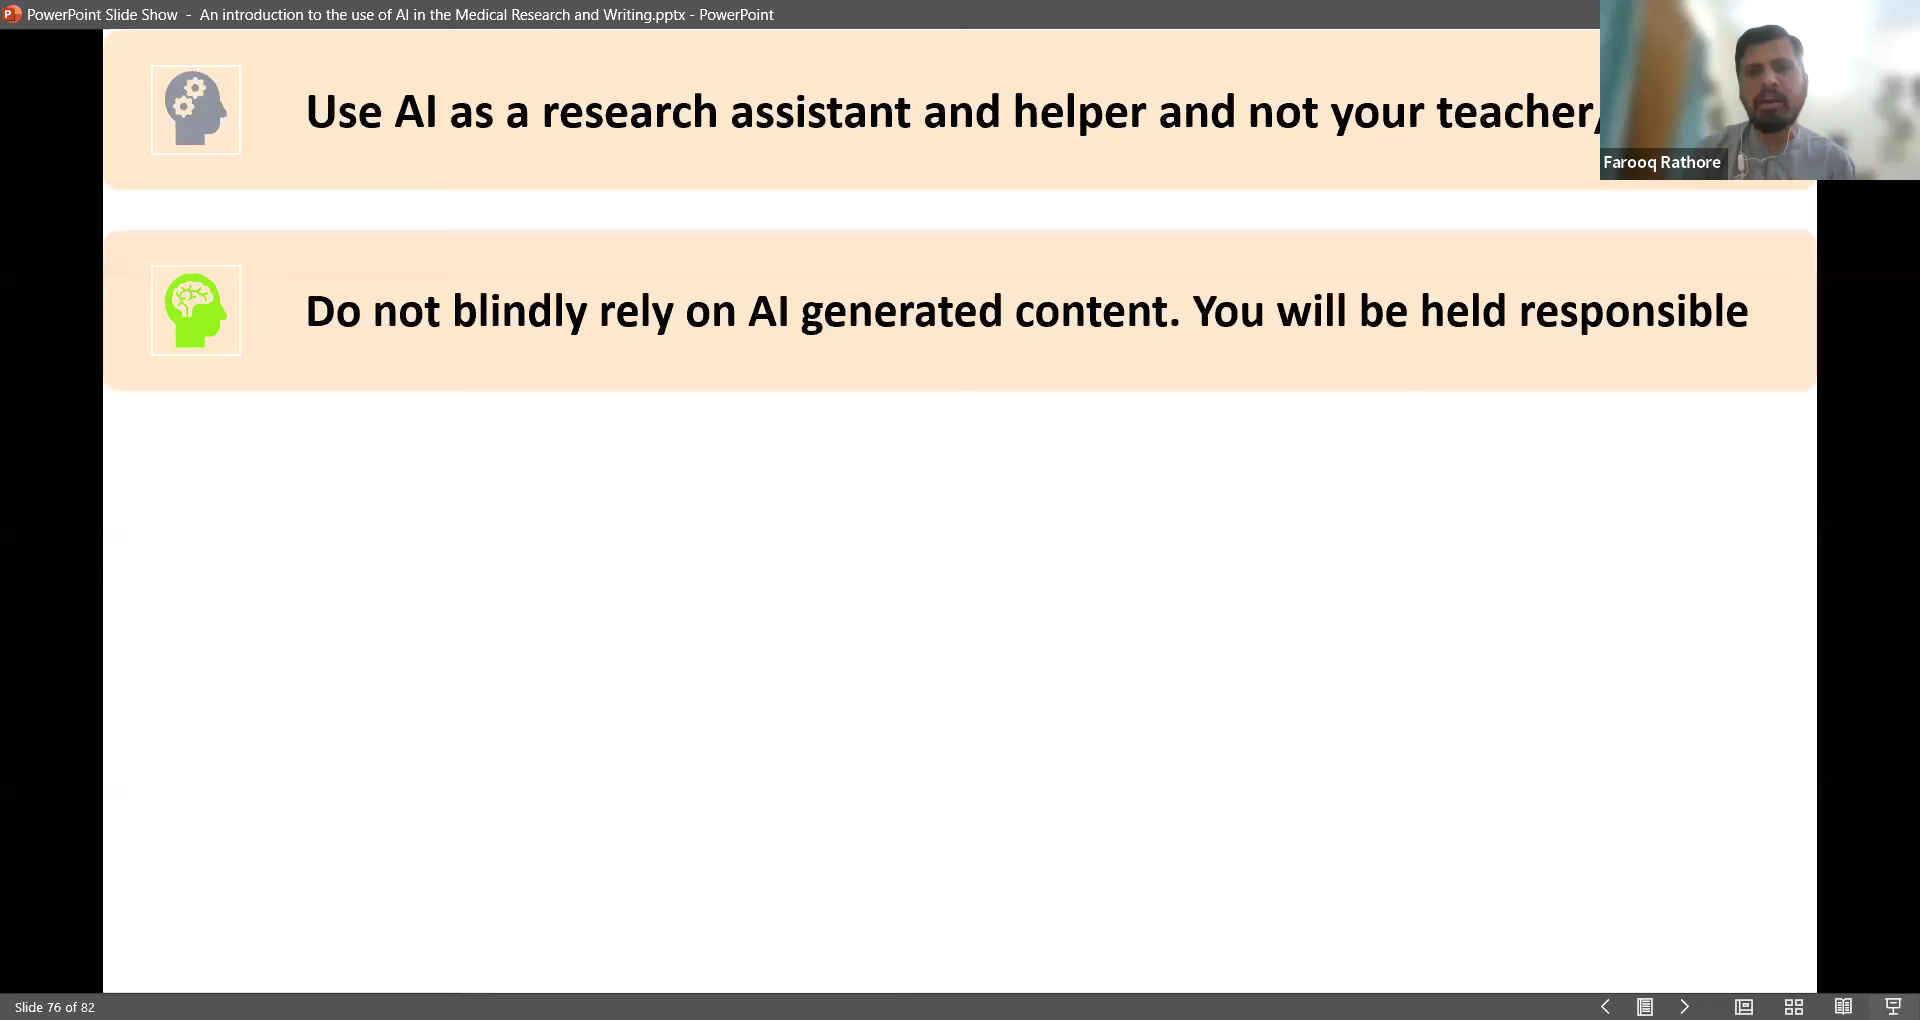 PowerPoint Slide Show - An introduction to the use of AI in the Medical Research and Writing.pptx - PowerPoint
Use AI as a research assistant and helper and not your teacher,
Farooq Rathore
Do not blindly rely on AI generated content. You will be held responsible
Slide 76 of 82